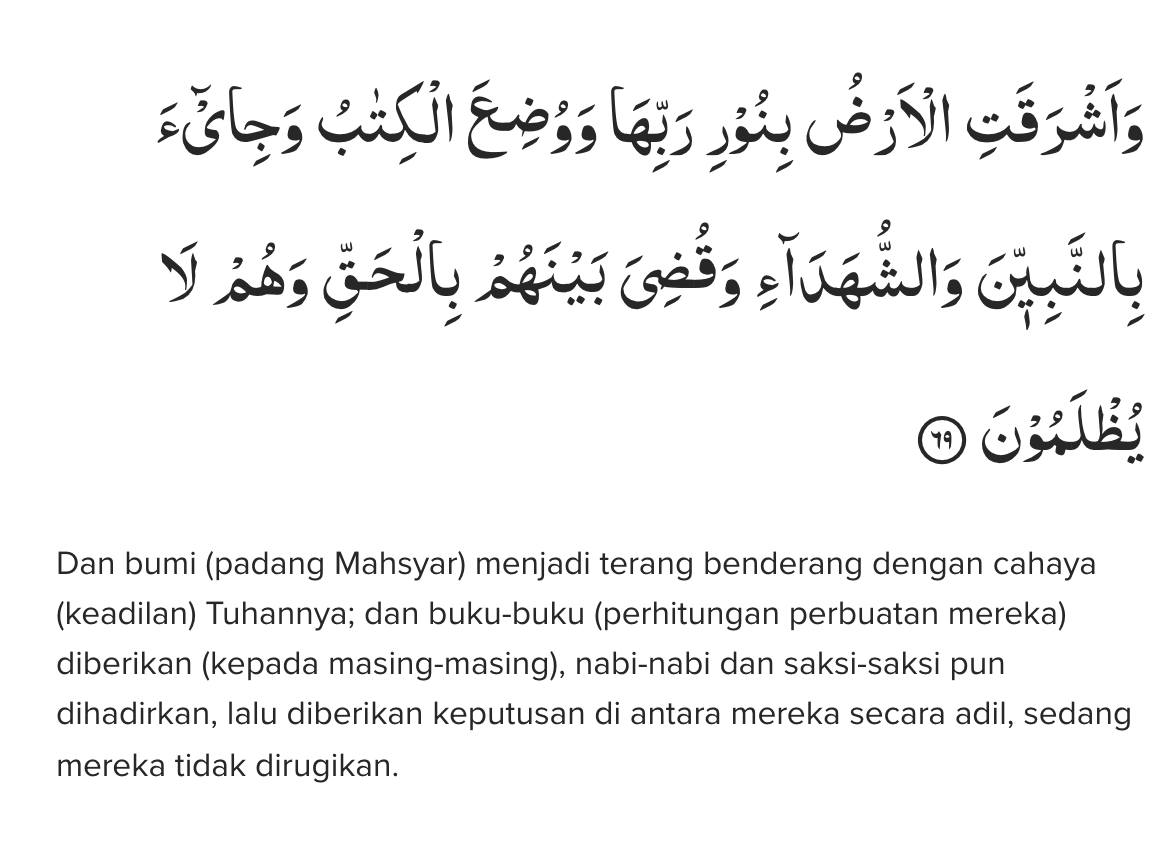 وَاَشْرَقَتِ الْاَرْضُ بِنُوْرِ رَبِّهَا وَوُضِعَ الْكِتٰبُ وَجِايْۤءَ
بِالنَّبِيّٖنَ وَالشُّهَدَاۤءِ وَقُضِيَ بَيْنَهُمْ بِالْحَقِّ وَهُمْ لَا
يُظْلَمُوْنَ ٦٩
Dan bumi (padang Mahsyar) menjadi terang benderang dengan cahaya
(keadilan) Tuhannya; dan buku-buku (perhitungan perbuatan mereka)
diberikan (kepada masing-masing), nabi-nabi dan saksi-saksi pun
dihadirkan, lalu diberikan keputusan di antara mereka secara adil, sedang
mereka tidak dirugikan.